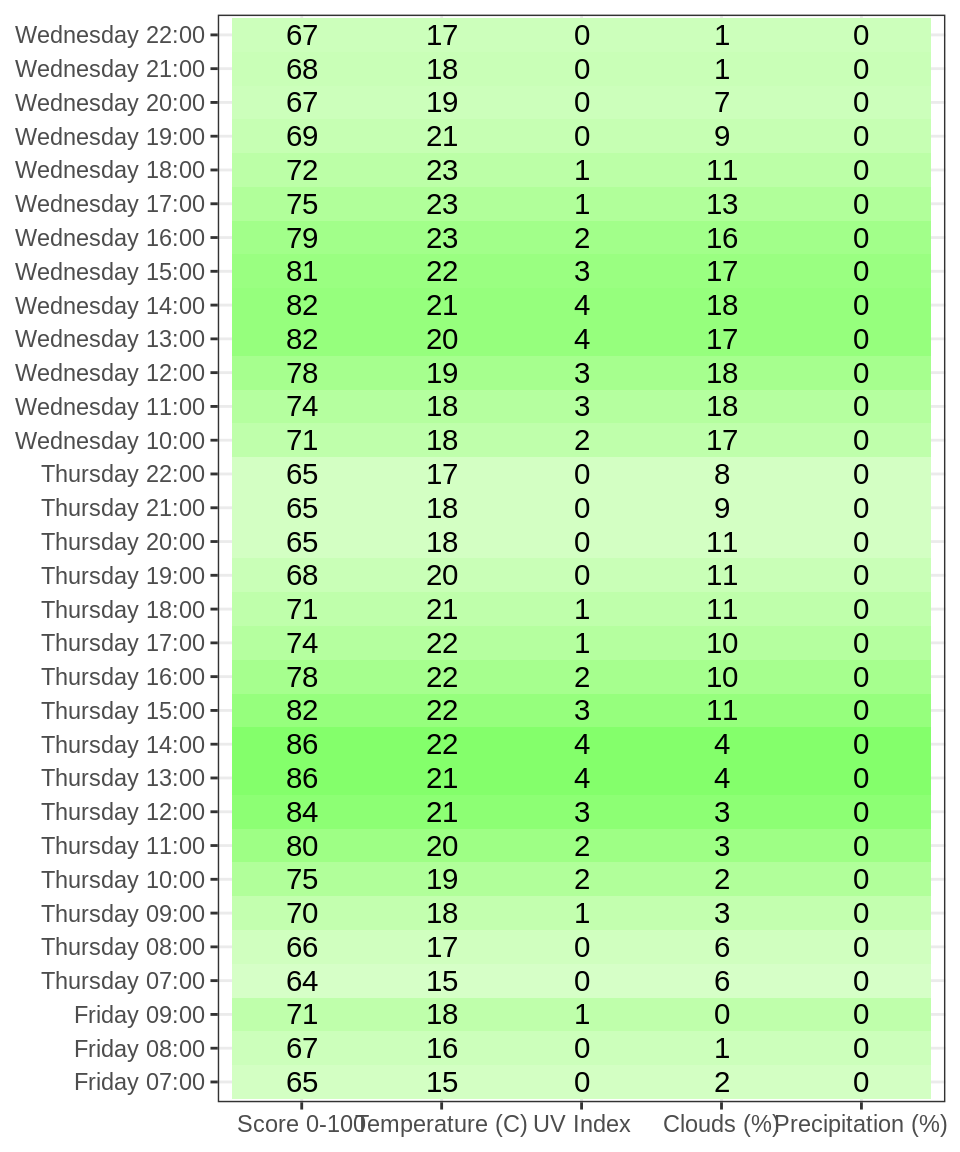 Wednesday 22:00 67 17 0 1 0
Wednesday 21:00 68 18 0 1 0
Wednesday 20:00 67 19 0 7 0
Wednesday 19:00 69 21 0 9 0
Wednesday 18:00 72 23 1 11 0
Wednesday 17:00 75 23 1 13 0
Wednesday 16:00 79 23 2 16 0
Wednesday 15:00 81 22 3 17 0
Wednesday 14:00 82 21 4 18 0
Wednesday 13:00 82 20 4 17 0
Wednesday 12:00 78 19 3 18 0
Wednesday 11:00 74 18 3 18 0
Wednesday 10:00 71 18 2 17 0
Thursday 22:00 65 17 0 8 0
Thursday 21:00 65 18 0 9 0
Thursday 20:00 65 18 0 11 0
Thursday 19:00 68 20 0 11 0
Thursday 18:00 71 21 1 11 0
Thursday 17:00 74 22 1 10 0
Thursday 16:00 78 22 2 10 0
Thursday 15:00 82 22 3 11 0
Thursday 14:00 86 22 4 4 0
Thursday 13:00 86 21 4 4 0
Thursday 12:00 84 21 3 3 0
Thursday 11:00 80 20 2 3 0
Thursday 10:00 75 19 2 2 0
Thursday 09:00 70 18 1 3 0
Thursday 08:00 66 17 0 6 0
Thursday 07:00 64 15 0 6 0
Friday 09:00 71 18 1 0 0
Friday 08:00 67 16 0 1 0
Friday 07:00 65 15 0 2 0
Score 0-100 Temperature (C) UV Index Clouds (%) Precipitation (%)